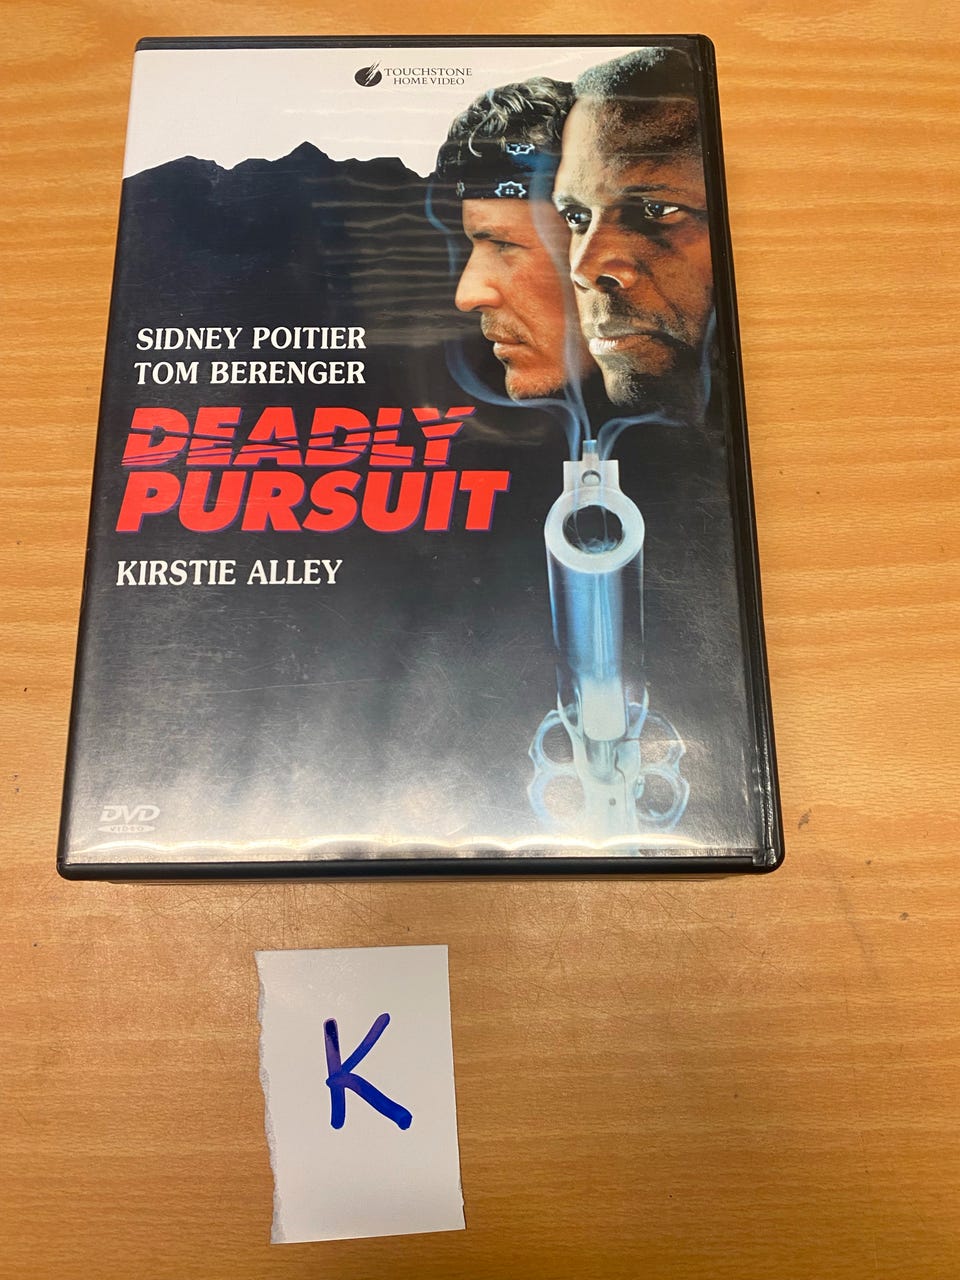 TOUCHSTONE
HOME VIDEO
SIDNEY POITIER
TOM BERENGER
DEADLY
PURSUIT
KIRSTIE ALLEY
DVD
VIDEO
K